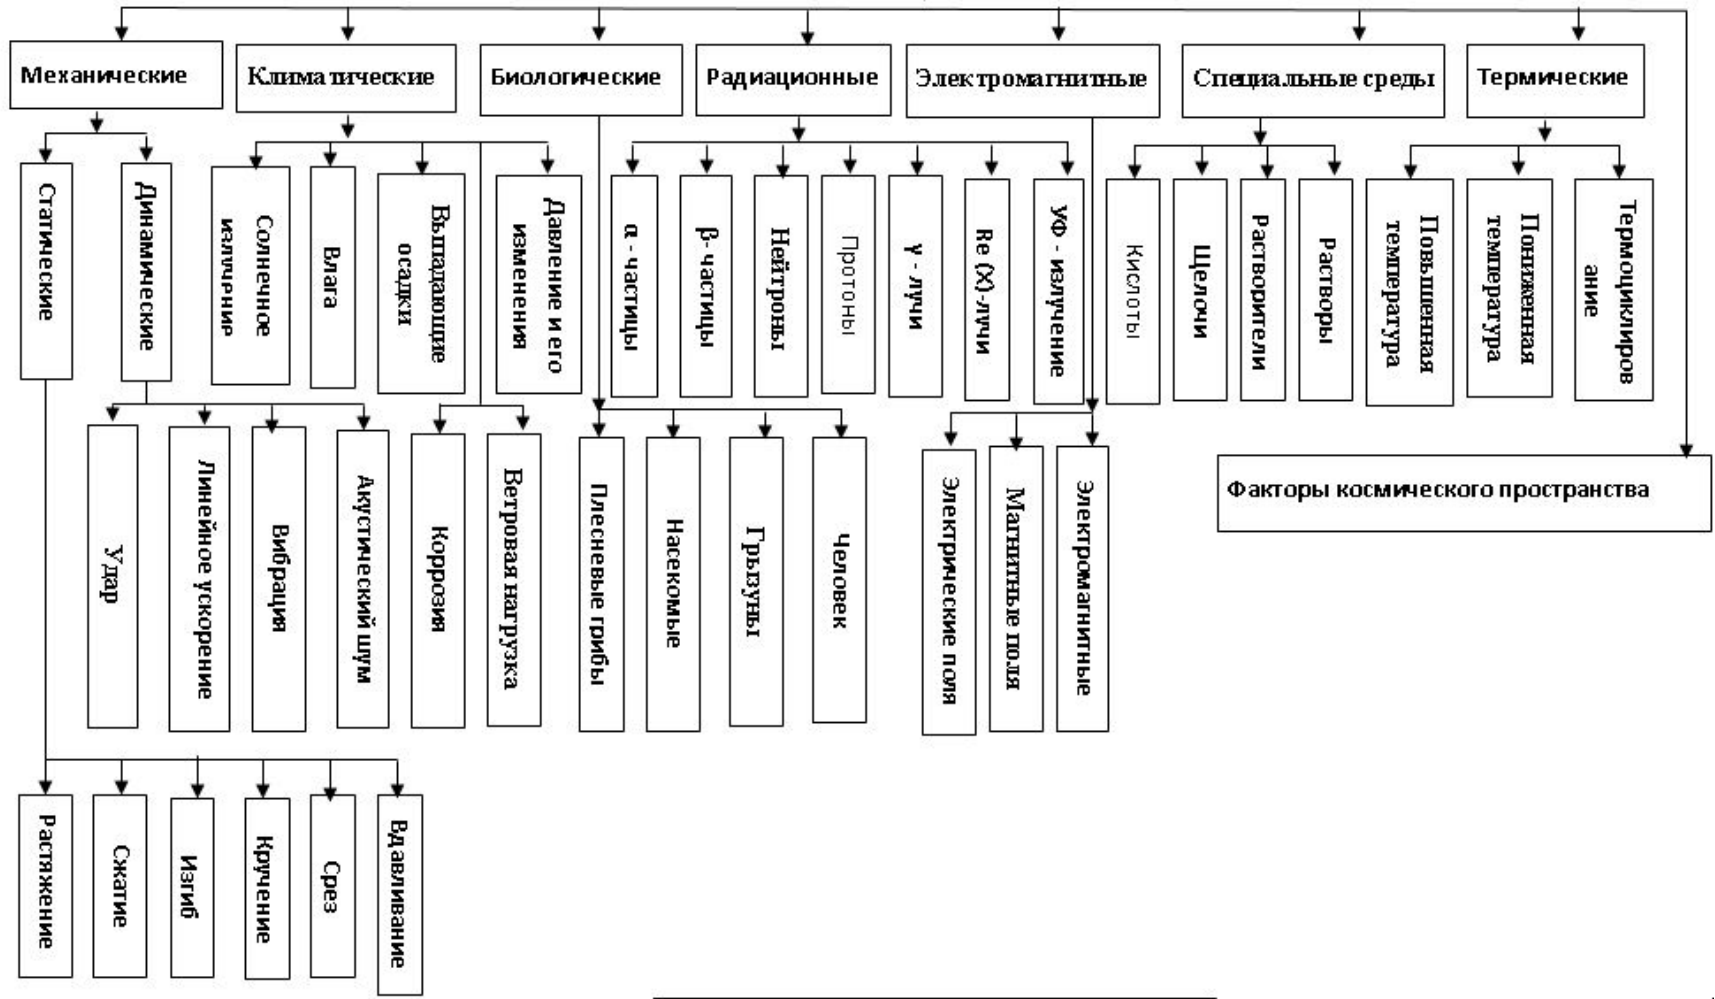 Механические
Климатические
Биологические
Радиационные
Электромагнитные
Специальные среды
Термические
Статические
Динамические
Солнечное
излучение
Влага
Выпадающие
осадки
Давление и его
изменения
α - частицы
β- частицы
Нейтроны
Протоны
γ - лучи
Re (X)-лучи
УФ - излучение
Кислоты
Щелочи
Растворители
Растворы
Повышенная
температура
Пониженная
температура
Термоциклиров
ание
Удар
Линейное ускорение
Вибрация
Акустический шум
Коррозия
Ветровая нагрузка
Плесневые грибы
Насекомые
Грызуны
Человек
Электрические поля
Магнитные поля
Электромагнитные
Факторы космического пространства
Растяжение
Сжатие
Изгиб
Кручение
Срез
Вдавливание